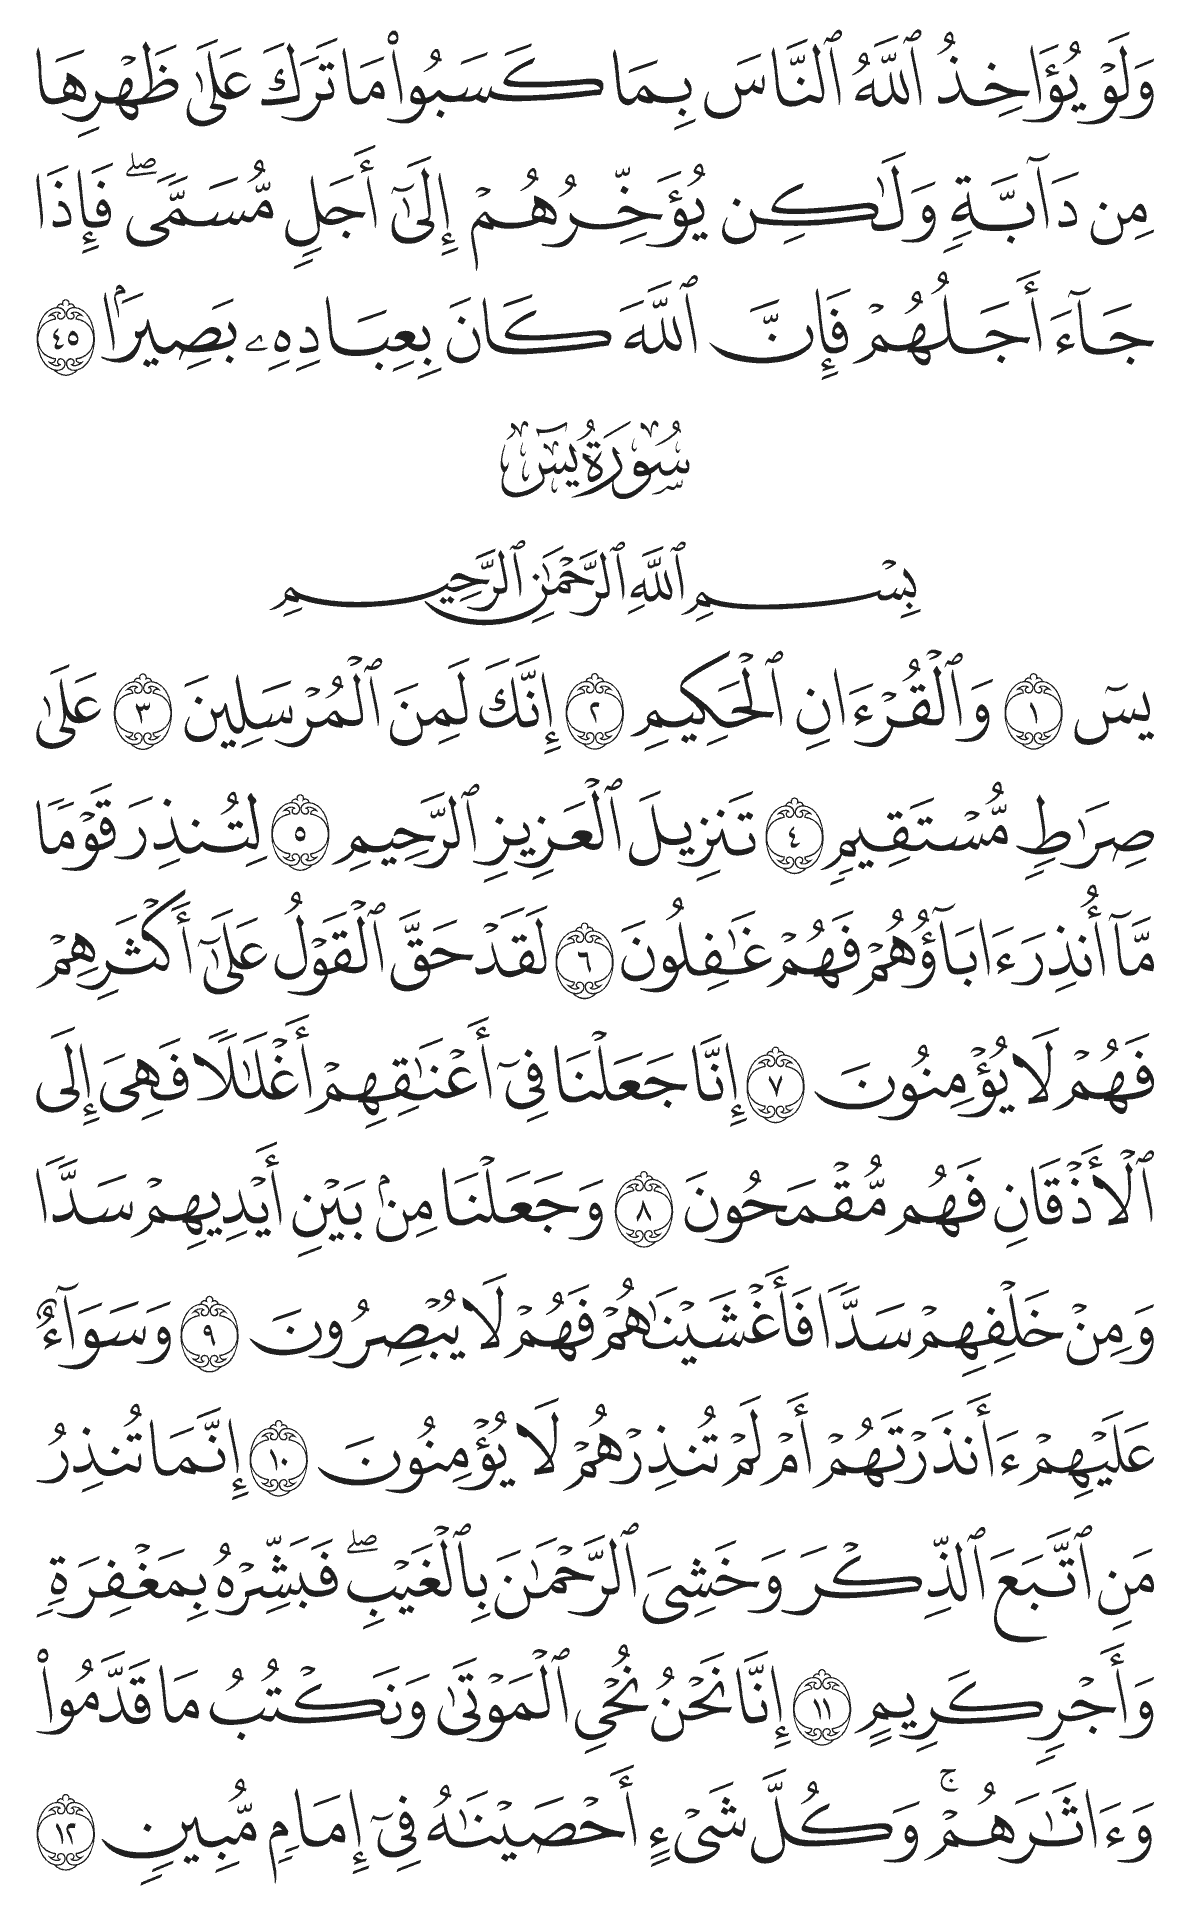 وَلَوۡ يُؤَاخِذُ ٱللَّهُ ٱلنَّاسَ بِمَا كَسَبُواْ مَا تَرَكَ عَلَىٰ ظَهۡرِهَا
مِن دَآبَّةٖ وَلَٰكِن يُؤَخِّرُهُمۡ إِلَىٰٓ أَجَلٖ مُّسَمّٗىۖ فَإِذَا
جَآءَ أَجَلُهُمۡ فَإِنَّ ٱللَّهَ كَانَ بِعِبَادِهِۦ بَصِيرَۢا ٤٥
سُورَةُ يسٓ
بِسۡمِ ٱللَّهِ ٱلرَّحۡمَٰنِ ٱلرَّحِيمِ
يسٓ ١ وَٱلۡقُرۡءَانِ ٱلۡحَكِيمِ ٢ إِنَّكَ لَمِنَ ٱلۡمُرۡسَلِينَ ٣ عَلَىٰ
صِرَٰطٖ مُّسۡتَقِيمٖ ٤ تَنزِيلَ ٱلۡعَزِيزِ ٱلرَّحِيمِ ٥ لِتُنذِرَ قَوۡمٗا
مَّآ أُنذِرَ ءَابَآؤُهُمۡ فَهُمۡ غَٰفِلُونَ ٦ لَقَدۡ حَقَّ ٱلۡقَوۡلُ عَلَىٰٓ أَكۡثَرِهِمۡ
فَهُمۡ لَا يُؤۡمِنُونَ ٧ إِنَّا جَعَلۡنَا فِيٓ أَعۡنَٰقِهِمۡ أَغۡلَٰلٗا فَهِيَ إِلَى
ٱلۡأَذۡقَانِ فَهُم مُّقۡمَحُونَ ٨ وَجَعَلۡنَا مِنۢ بَيۡنِ أَيۡدِيهِمۡ سَدّٗا
وَمِنۡ خَلۡفِهِمۡ سَدّٗا فَأَغۡشَيۡنَٰهُمۡ فَهُمۡ لَا يُبۡصِرُونَ ٩ وَسَوَآءٌ
عَلَيۡهِمۡ ءَأَنذَرۡتَهُمۡ أَمۡ لَمۡ تُنذِرۡهُمۡ لَا يُؤۡمِنُونَ ١٠ إِنَّمَا تُنذِرُ
مَنِ ٱتَّبَعَ ٱلذِّكۡرَ وَخَشِيَ ٱلرَّحۡمَٰنَ بِٱلۡغَيۡبِۖ فَبَشِّرۡهُ بِمَغۡفِرَةٖ
وَأَجۡرٖ كَرِيمٍ ١١ إِنَّا نَحۡنُ نُحۡيِ ٱلۡمَوۡتَىٰ وَنَكۡتُبُ مَا قَدَّمُواْ
وَءَاثَٰرَهُمۡۚ وَكُلَّ شَيۡءٍ أَحۡصَيۡنَٰهُ فِيٓ إِمَامٖ مُّبِينٖ ١٢